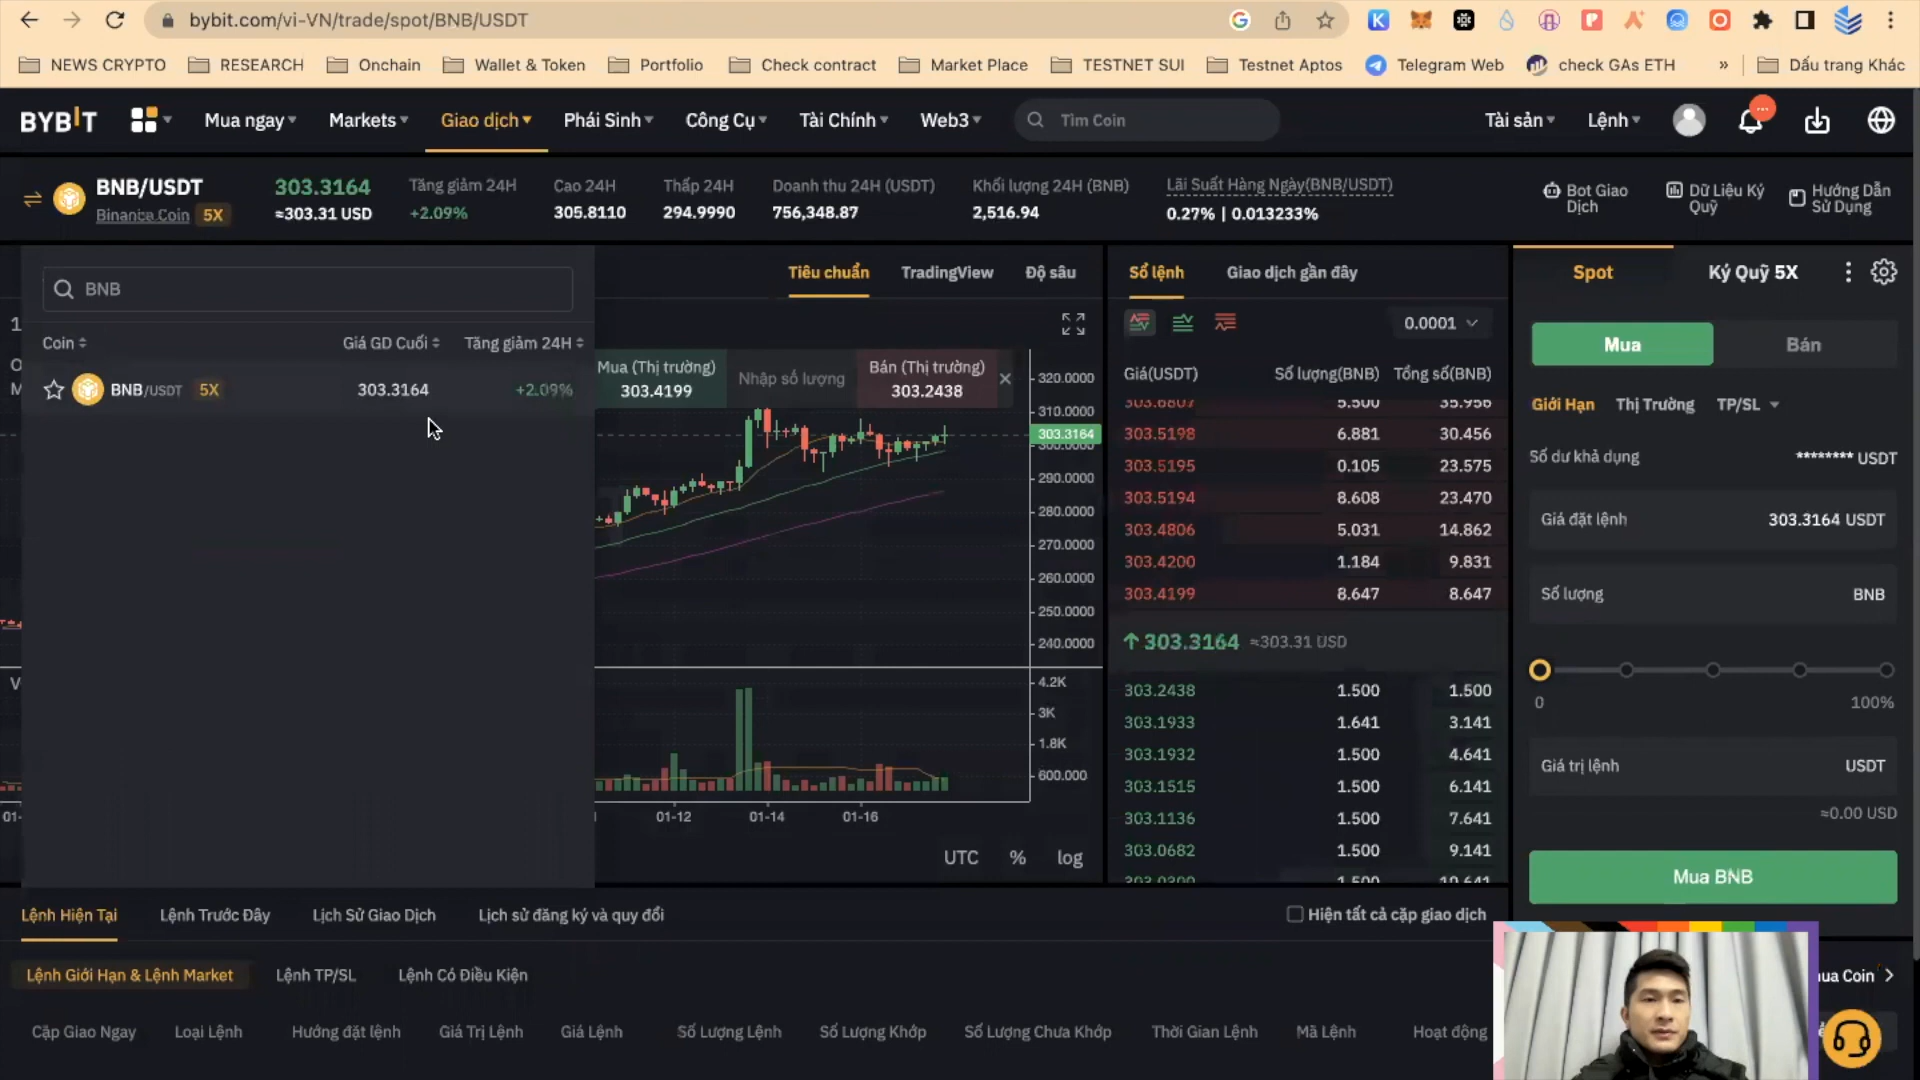 bybit.com/vi-VN/trade/spot/BNB/USDT
NEWS CRYPTO RESEARCH Onchain Wallet & Token Portfolio Check contract Market Place TESTNET SUI Testnet Aptos Telegram Web check GAs ETH » Dấu trang Khác
BYBIT Mua ngay Markets Giao dịch Phái Sinh Công Cụ Tài Chính Web3 Tìm Coin Tài sản Lệnh
BNB/USDT 303.3164 Tăng giảm 24H Cao 24H Thấp 24H Doanh thu 24H (USDT) Khối lượng 24H (BNB) Lãi Suất Hàng Ngày(BNB/USDT) Bot Giao Dịch Dữ Liệu Ký Quỹ Hướng Dẫn Sử Dụng
Binance Coin 5X ≈303.31 USD +2.09% 305.8110 294.9990 756,348.87 2,516.94 0.27% | 0.013233%
BNB
Coin Giá GD Cuối Tăng giảm 24H
BNB/USDT 5X 303.3164 +2.09%
Tiêu chuẩn TradingView Độ sâu
Mua (Thị trường) Nhập số lượng Bán (Thị trường)
303.4199 303.2438
320.0000
310.0000
303.3164
300.0000
290.0000
280.0000
270.0000
260.0000
250.0000
240.0000
4.2K
3K
1.8K
600.000
01-12 01-14 01-16
UTC % log
Sổ lệnh Giao dịch gần đây
0.0001
Giá(USDT) Số lượng(BNB) Tổng số(BNB)
303.6807 5.500 35.956
303.5198 6.881 30.456
303.5195 0.105 23.575
303.5194 8.608 23.470
303.4806 5.031 14.862
303.4200 1.184 9.831
303.4199 8.647 8.647
303.3164 ≈303.31 USD
303.2438 1.500 1.500
303.1933 1.641 3.141
303.1932 1.500 4.641
303.1515 1.500 6.141
303.1136 1.500 7.641
303.0682 1.500 9.141
303.0300 1.500 10.641
Spot Ký Quỹ 5X
Mua Bán
Giới Hạn Thị Trường TP/SL
Số dư khả dụng ******** USDT
Giá đặt lệnh 303.3164 USDT
Số lượng BNB
0 100%
Giá trị lệnh USDT
≈0.00 USD
Mua BNB
Lệnh Hiện Tại Lệnh Trước Đây Lịch Sử Giao Dịch Lịch sử đăng ký và quy đổi Hiện tất cả cặp giao dịch
Lệnh Giới Hạn & Lệnh Market Lệnh TP/SL Lệnh Có Điều Kiện
Cặp Giao Ngay Loại Lệnh Hướng đặt lệnh Giá Trị Lệnh Giá Lệnh Số Lượng Lệnh Số Lượng Khớp Số Lượng Chưa Khớp Thời Gian Lệnh Mã Lệnh Hoạt động
Coin